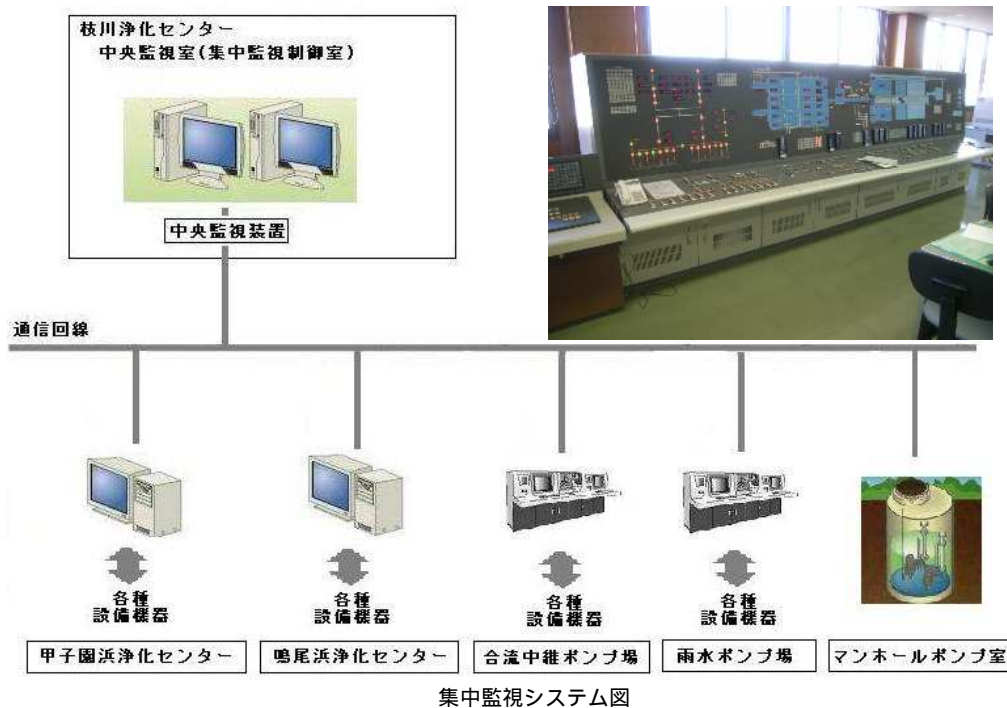 枝川浄化センター
中央監視室(集中監視制御室)
中央監視装置
通信回線
各種
設備機器
各種
設備機器
各種
設備機器
各種
設備機器
甲子園浜浄化センター
鳴尾浜浄化センター
合流中継ポンプ場
雨水ポンプ場
マンホールポンプ室
集中監視システム図